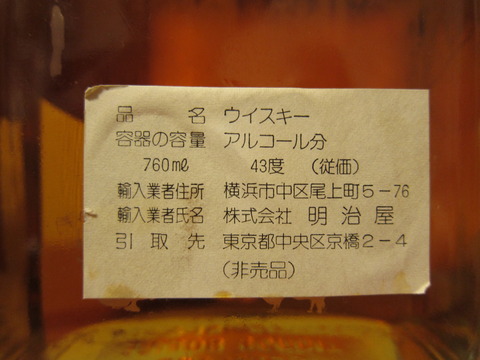 品名 ウイスキー
容器の容量 アルコール分
760ml 43度 (従価)
輸入業者住所 横浜市中区尾上町5-76
輸入業者氏名 株式会社 明治屋
引取先 東京都中央区京橋2-4
(非売品)